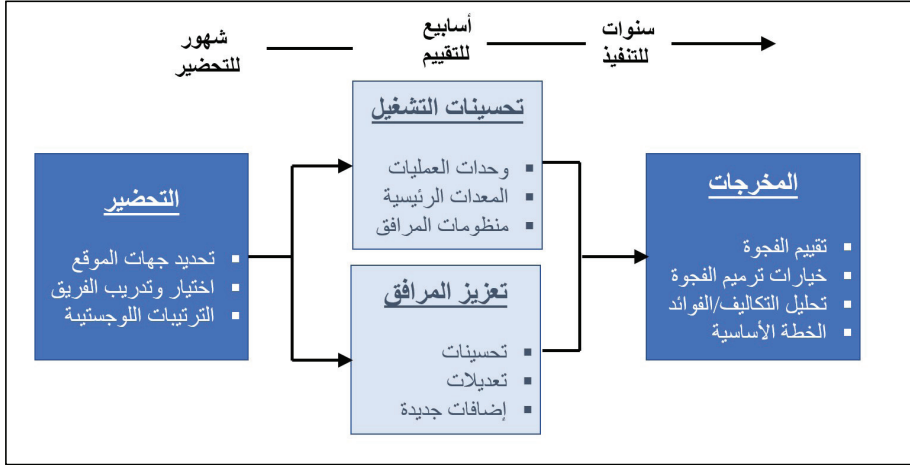 شهور
للتحضير
أسابيع
للتقييم
سنوات
للتنفيذ
التحضير
تحديد جهات الموقع
اختيار وتدريب الفريق
الترتيبات اللوجستيبة
تحسينات التشغيل
وحدات العمليات
المعدات الرئيسية
منظومات المرافق
تعزيز المرافق
تحسينات
تعديلات
إضافات جديدة
المخرجات
تقييم الفجوة
خيارات ترميم الفجوة
تحليل التكاليف/الفوائد
الخطة الأساسية